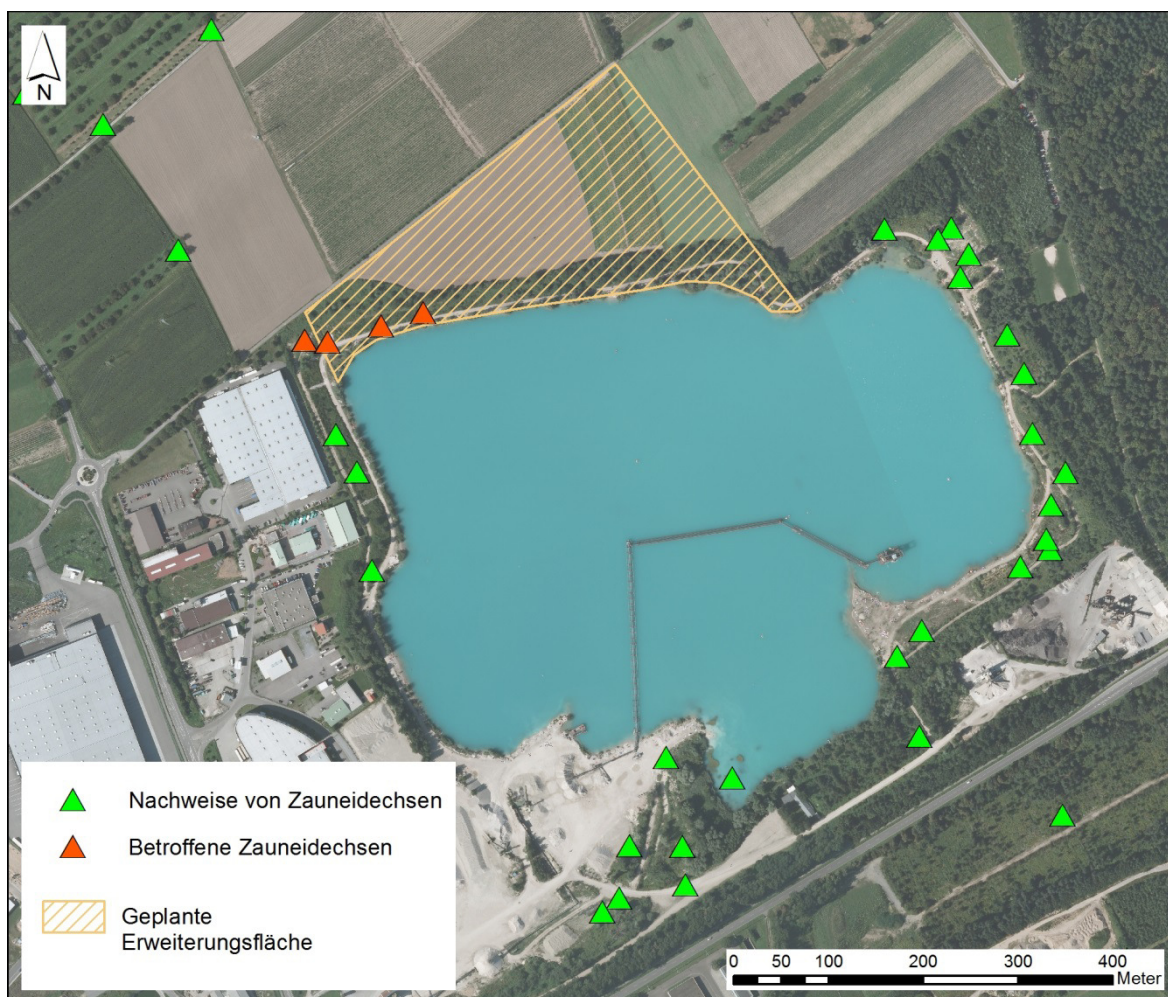 N
Nachweise von Zauneidechsen
Betroffene Zauneidechsen
Geplante
Erweiterungsfläche
0 50 100 200 300 400
Meter